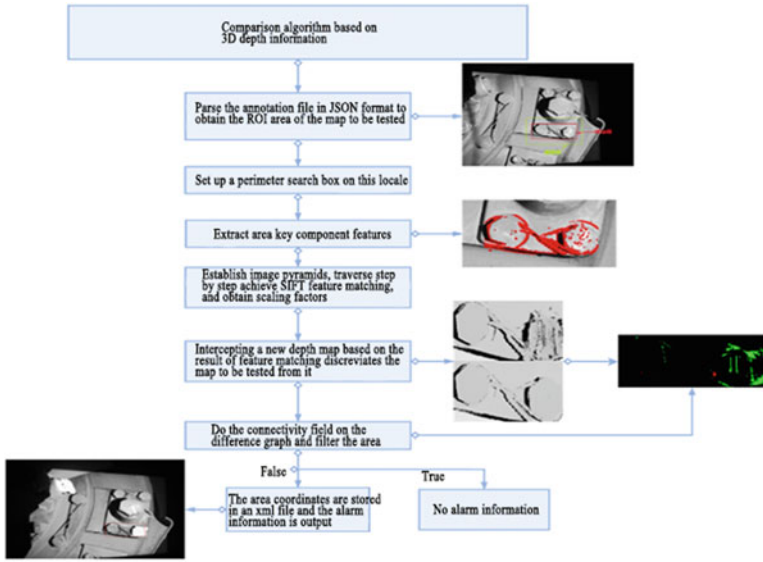 Comparison algorithm based on
3D depth information
Parse the annotation file in JSON format to
obtain the ROI area of the map to be tested
Set up a perimeter search box on this locale
Extract area key component features
Establish image pyramids, traverse step
by step achieve SIFT feature matching,
and obtain scaling factors
Intercepting a new depth map based on the
result of feature matching discreviates the
map to be tested from it
Do the connectivity field on the
difference graph and filter the area
False
True
The area coordinates are stored
in an xml file and the alarm
information is output
No alarm information